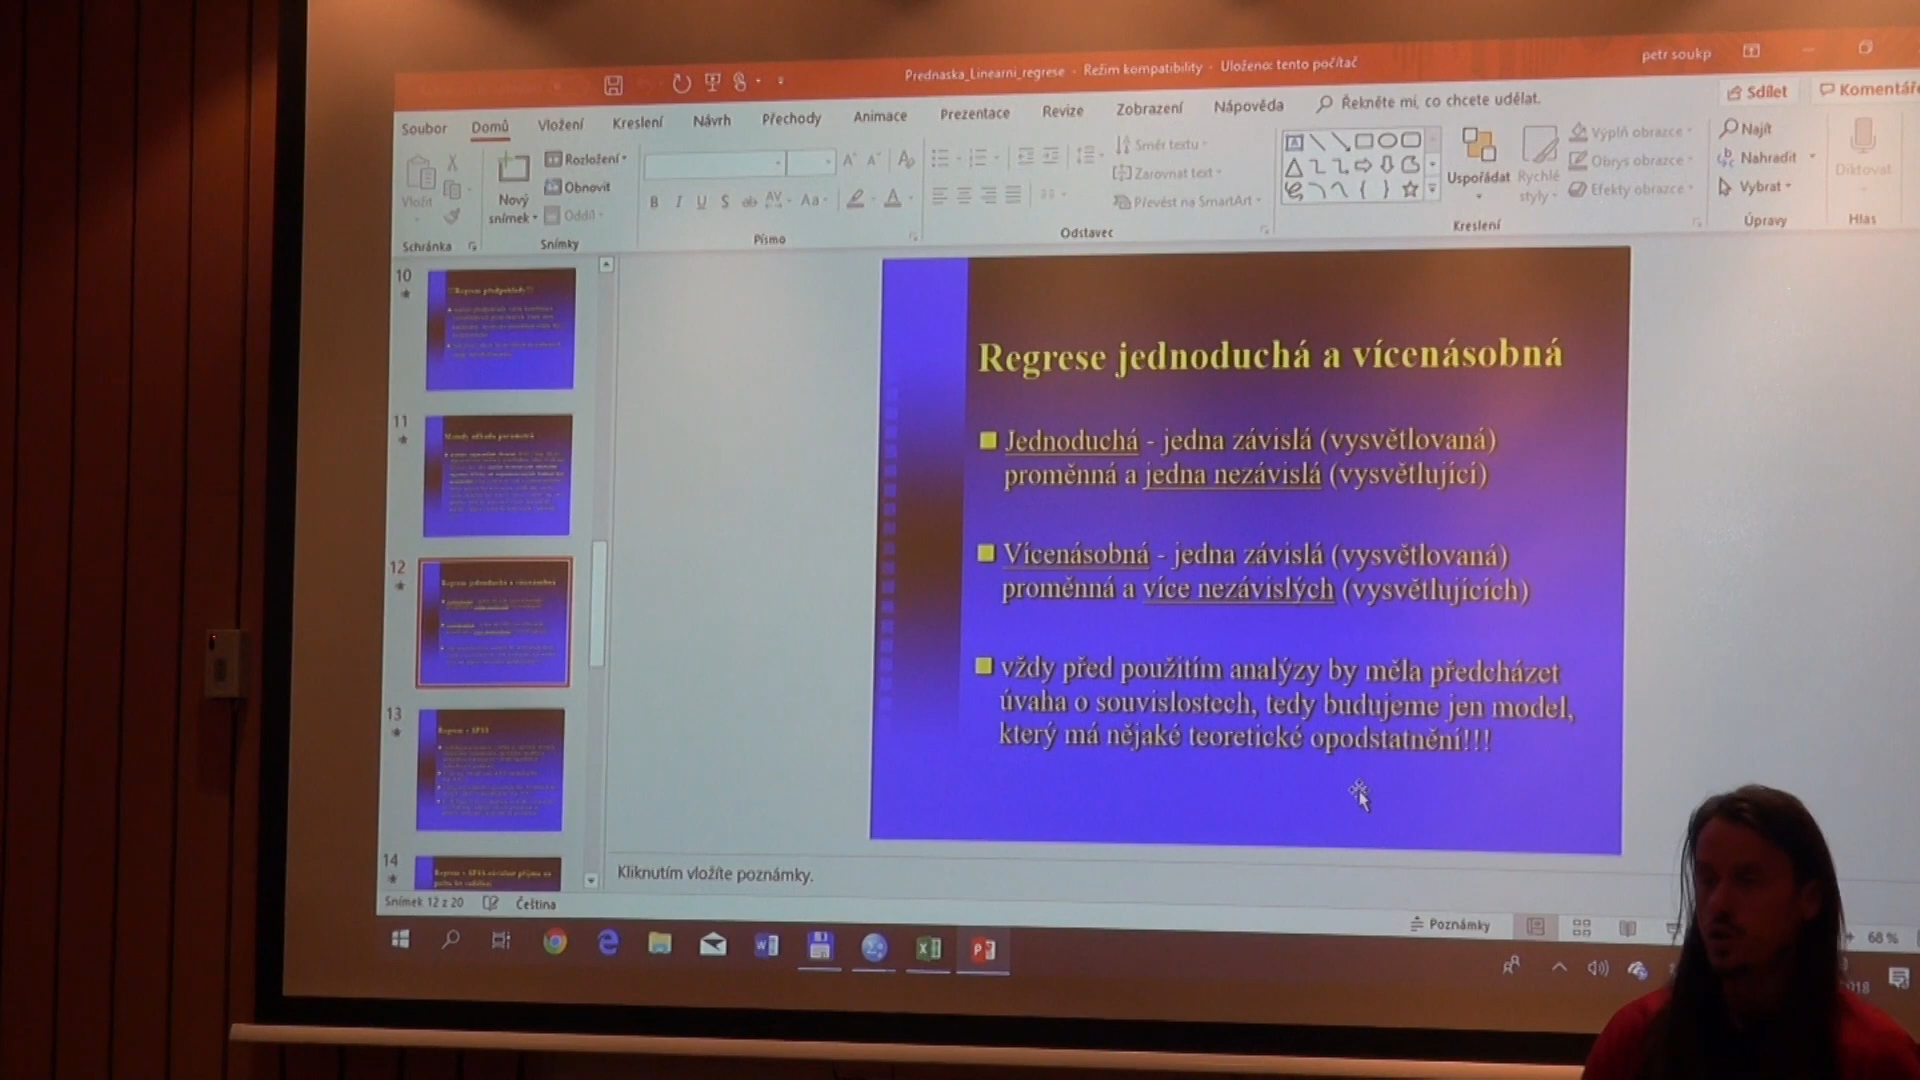 Prednaska_Linearni_regrese - Režim kompatibility - Uloženo: tento počítač
petr soukp
Soubor Domů Vložení Kreslení Návrh Přechody Animace Prezentace Revize Zobrazení Nápověda Řekněte mi, co chcete udělat.
Sdílet Komentáře
Vložit
Nový snímek
Rozložení
Obnovit
Oddíl
Směr textu
Zarovnat text
Převést na SmartArt
Uspořádat
Rychlé styly
Výplň obrazce
Obrys obrazce
Efekty obrazce
Najít
Nahradit
Vybrat
Diktovat
Schránka Snímky Písmo Odstavec Kreslení Úpravy Hlas
10
11
12
13
14
Regrese jednoduchá a vícenásobná
Jednoduchá - jedna závislá (vysvětlovaná)
proměnná a jedna nezávislá (vysvětlující)
Vícenásobná - jedna závislá (vysvětlovaná)
proměnná a více nezávislých (vysvětlujících)
vždy před použitím analýzy by měla předcházet
úvaha o souvislostech, tedy budujeme jen model,
který má nějaké teoretické opodstatnění!!!
Kliknutím vložíte poznámky.
Snímek 12 z 20 Čeština
Poznámky
68 %